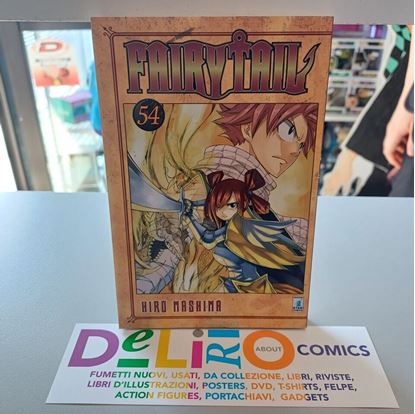 FAIRY TAIL
54
HIRO MASHIMA
DeLiRiO ABOUT COMICS
FUMETTI NUOVI, USATI, DA COLLEZIONE, LIBRI, RIVISTE,
LIBRI D'ILLUSTRAZIONI, POSTERS, DVD, T-SHIRTS, FELPE,
ACTION FIGURES, PORTACHIAVI, GADGETS